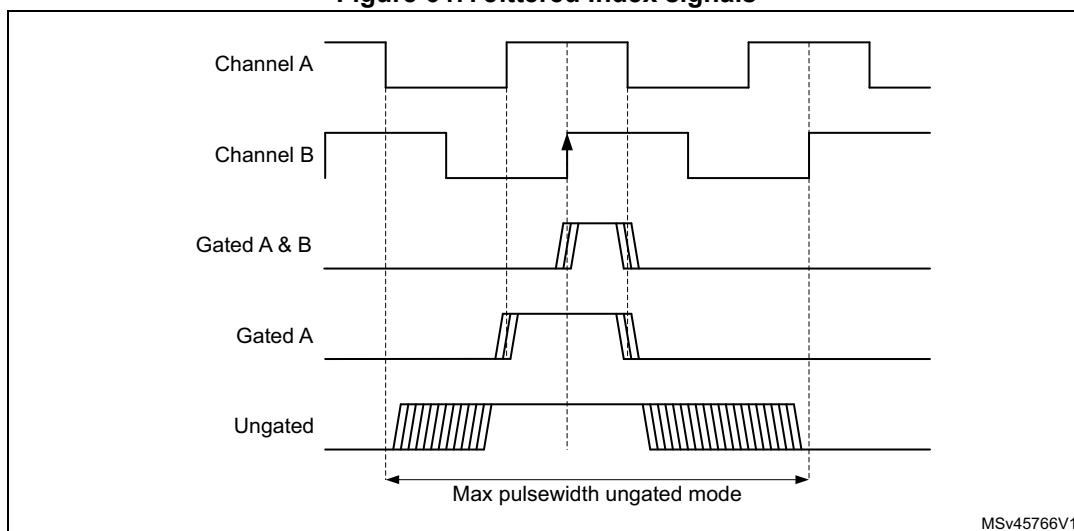 Channel A
Channel B
Gated A & B
Gated A
Ungated
Max pulsewidth ungated mode
MSv45766V1